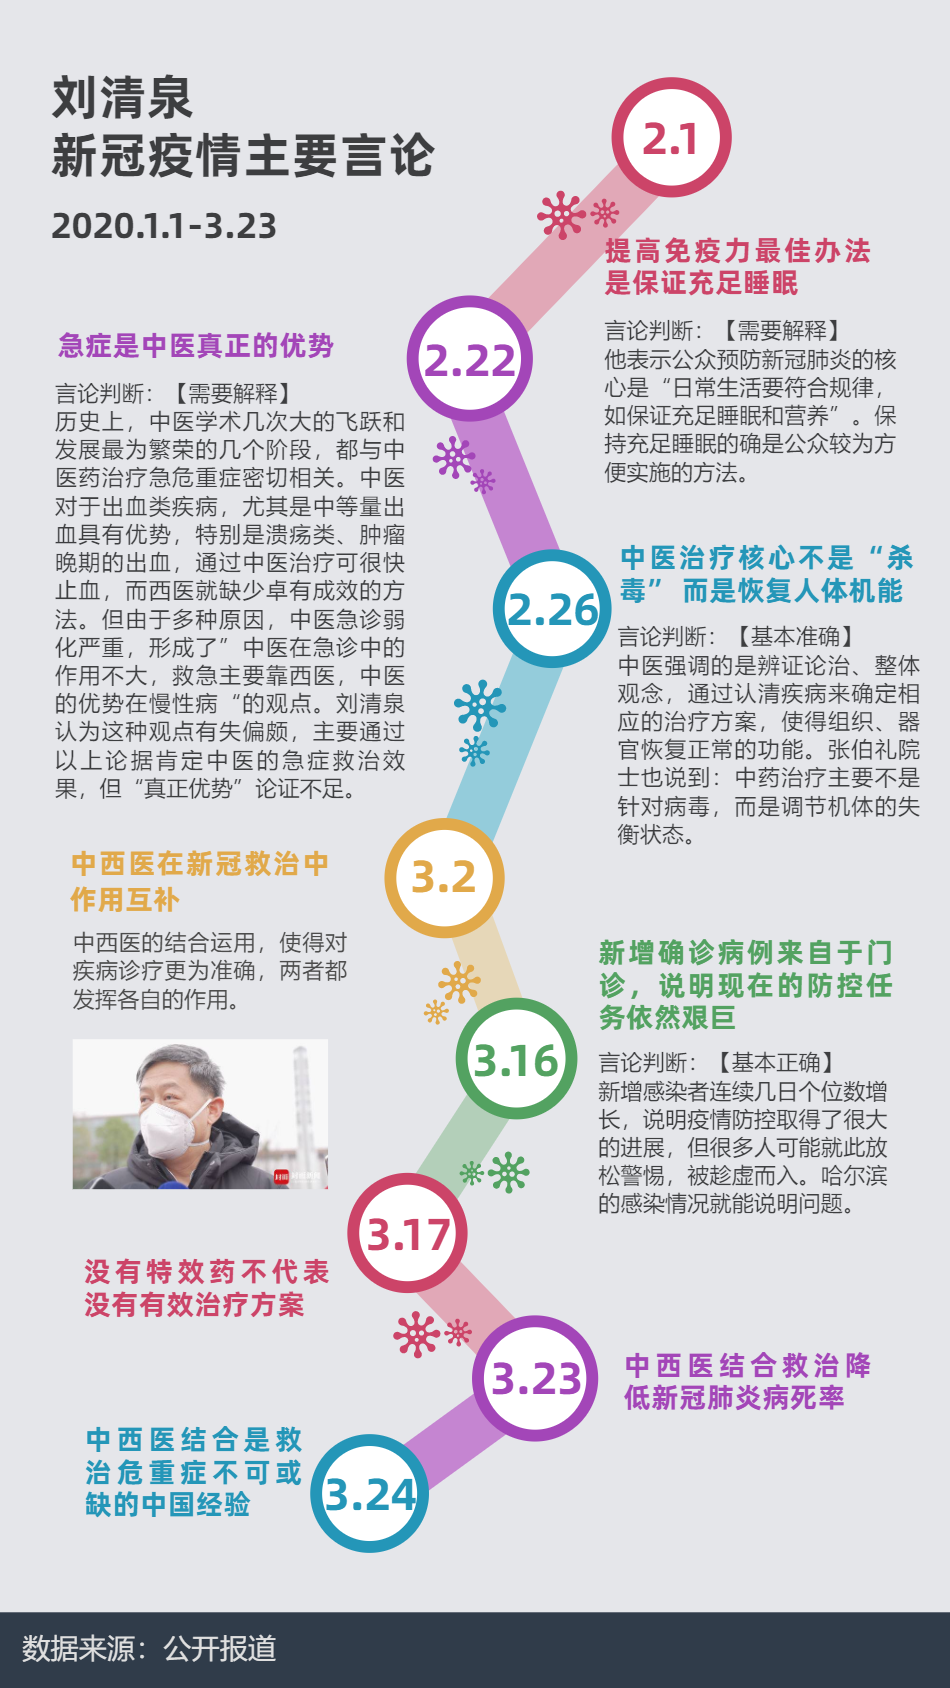 刘清泉
新冠疫情主要言论
2020.1.1-3.23
2.1
提高免疫力最佳办法
是保证充足睡眠
言论判断：【需要解释】
他表示公众预防新冠肺炎的核
心是“日常生活要符合规律，
如保证充足睡眠和营养”。保
持充足睡眠的确是公众较为方
便实施的方法。
2.22
急症是中医真正的优势
言论判断：【需要解释】
历史上，中医学术几次大的飞跃和
发展最为繁荣的几个阶段，都与中
医药治疗急危重症密切相关。中医
对于出血类疾病，尤其是中等量出
血具有优势，特别是溃疡类、肿瘤
晚期的出血，通过中医治疗可很快
止血，而西医就缺少卓有成效的方
法。但由于多种原因，中医急诊弱
化严重，形成了”中医在急诊中的
作用不大，救急主要靠西医，中医
的优势在慢性病“的观点。刘清泉
认为这种观点有失偏颇，主要通过
以上论据肯定中医的急症救治效
果，但“真正优势”论证不足。
2.26
中医治疗核心不是“杀
毒” 而是恢复人体机能
言论判断：【基本准确】
中医强调的是辨证论治、整体
观念，通过认清疾病来确定相
应的治疗方案，使得组织、器
官恢复正常的功能。张伯礼院
士也说到：中药治疗主要不是
针对病毒，而是调节机体的失
衡状态。
3.2
中西医在新冠救治中
作用互补
中西医的结合运用，使得对
疾病诊疗更为准确，两者都
发挥各自的作用。
3.16
新增确诊病例来自于门
诊，说明现在的防控任
务依然艰巨
言论判断：【基本正确】
新增感染者连续几日个位数增
长，说明疫情防控取得了很大
的进展，但很多人可能就此放
松警惕，被趁虚而入。哈尔滨
的感染情况就能说明问题。
3.17
没有特效药不代表
没有有效治疗方案
3.23
中西医结合救治降
低新冠肺炎病死率
3.24
中西医结合是救
治危重症不可或
缺的中国经验
数据来源：公开报道